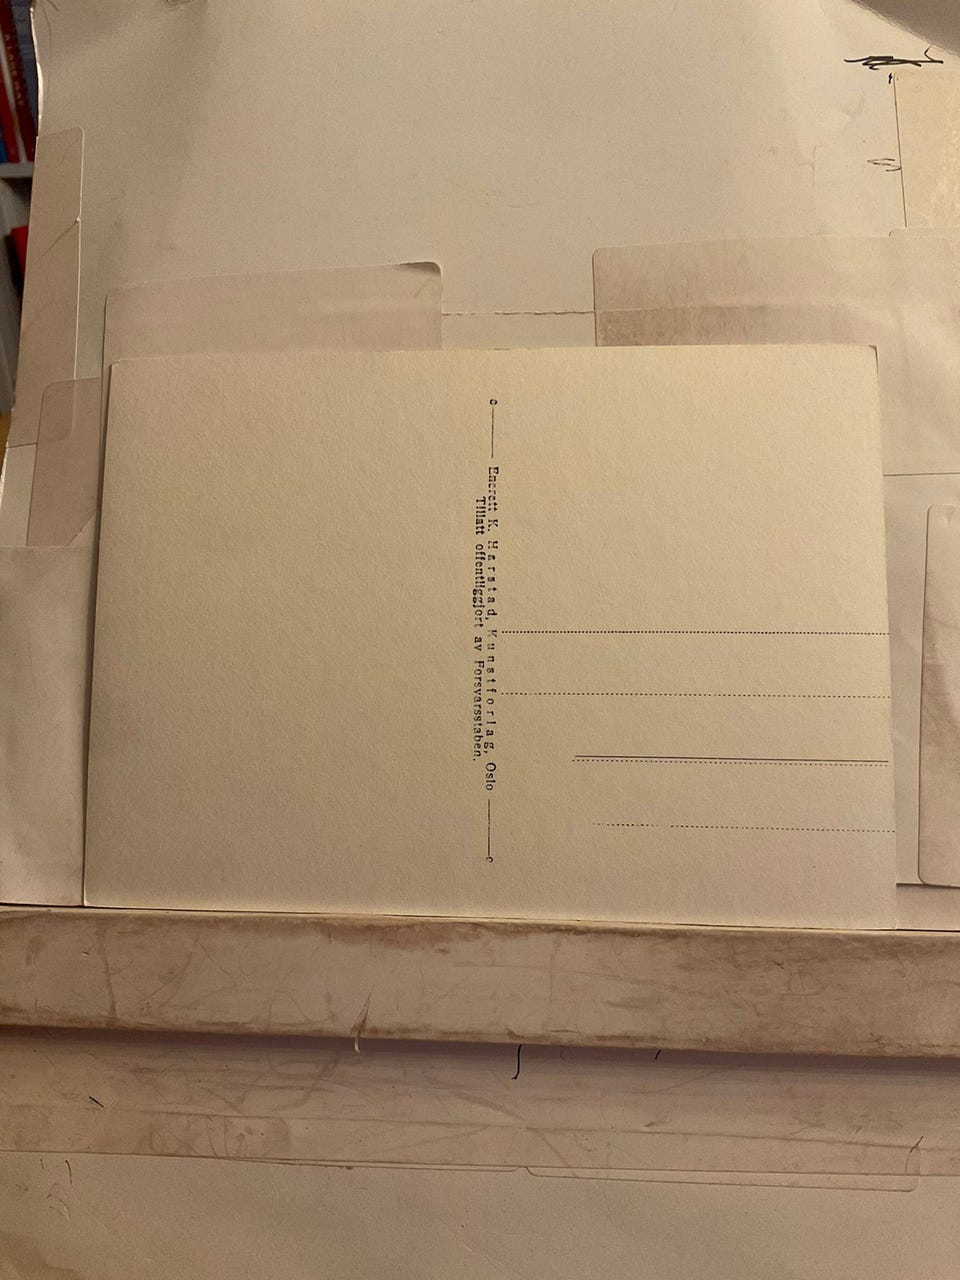 Enerett K. Harstad, Kunstforlag, Oslo
Tillatt offentliggjort av Forsvarsstaben.